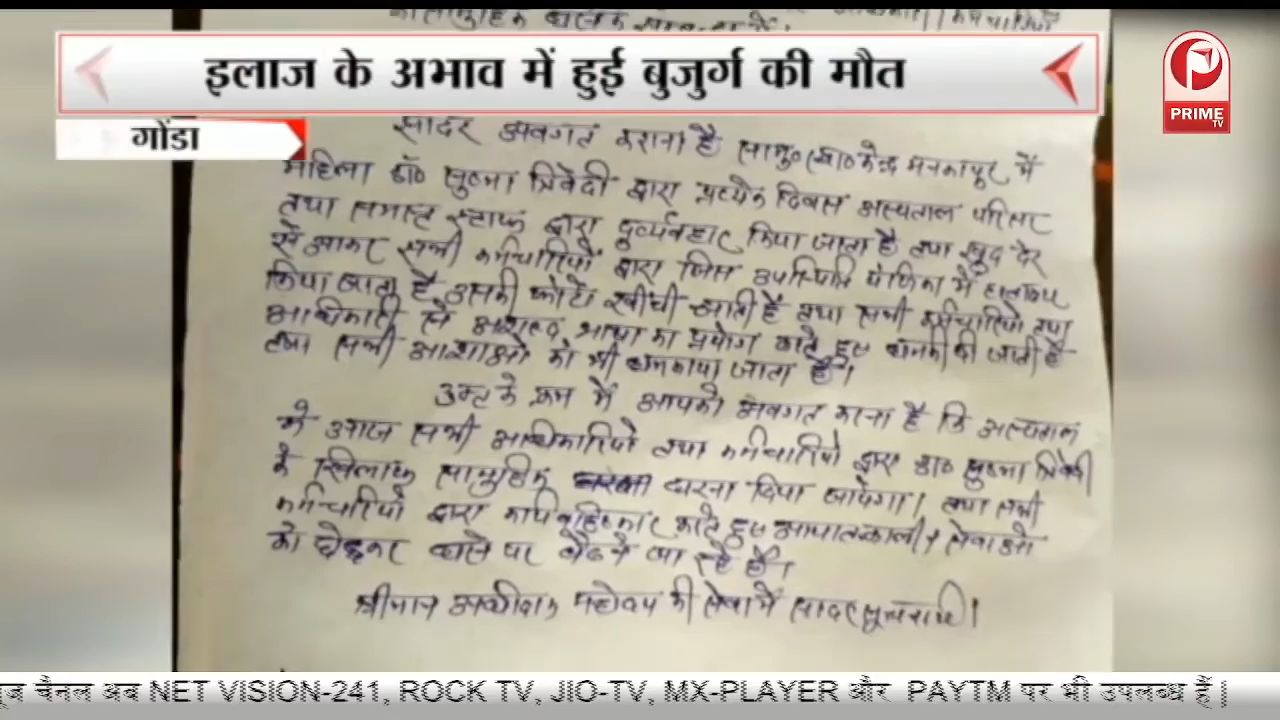 इलाज के अभाव में हुई बुजुर्ग की मौत
PRIME
TV
गोंडा
सादर अवगत कराना है सामु० स्वा० केन्द्र मनकापुर में
महिला डॉ० सुष्मा त्रिवेदी द्वारा प्रत्येक दिवस अस्पताल परिसर
तथा समस्त स्टाफ द्वारा दुर्व्यवहार किया जाता है तथा खुद देर
से आकर सभी कर्मचारियों द्वारा जिस उपस्थिति पंजिका में हस्ताक्षर
किया जाता है उसकी फोटो खींची जाती है तथा सभी कर्मचारियों तथा
अधिकारी से अभद्र भाषा का प्रयोग करते हुए धमकी दी जाती है
तथा सभी आशाओं को भी धमकाया जाता है।
उक्त के क्रम में आपको अवगत कराना है कि अस्पताल
में आज सभी अधिकारियों तथा कर्मचारियों द्वारा डा० सुष्मा त्रिवेदी
के खिलाफ सामुहिक धरना दिया जायेगा। तथा सभी
कर्मचारियों द्वारा कार्य बहिष्कार करते हुए आपातकालीन सेवाओं
को छोड़कर धरने पर बैठने जा रहे हैं।
श्रीमान अधीक्षक महोदय की सेवा में सादर सूचनार्थ।
चैनल अब NET VISION-241, ROCK TV, JIO-TV, MX-PLAYER और PAYTM पर भी उपलब्ध हैं|